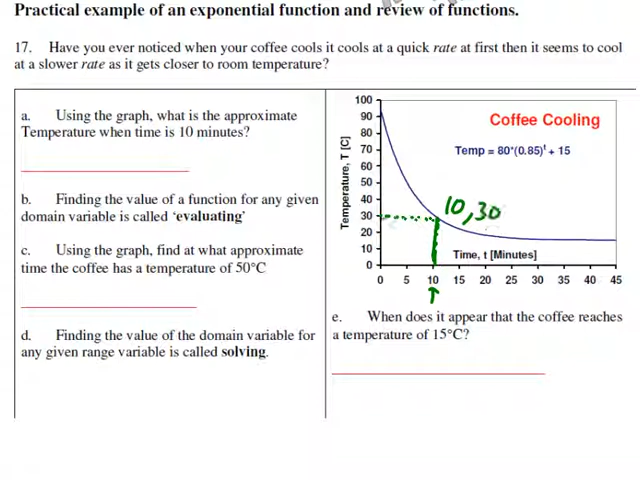 Practical example of an exponential function and review of functions.
17. Have you ever noticed when your coffee cools it cools at a quick rate at first then it seems to cool
at a slower rate as it gets closer to room temperature?
a. Using the graph, what is the approximate
Temperature when time is 10 minutes?
b. Finding the value of a function for any given
domain variable is called ‘evaluating’
c. Using the graph, find at what approximate
time the coffee has a temperature of 50°C
d. Finding the value of the domain variable for
any given range variable is called solving.
Coffee Cooling
Temp = 80*(0.85)^t + 15
Temperature, T [C]
100
90
80
70
60
50
40
30
20
10
0
10,30
Time, t [Minutes]
0 5 10 15 20 25 30 35 40 45
e. When does it appear that the coffee reaches
a temperature of 15°C?